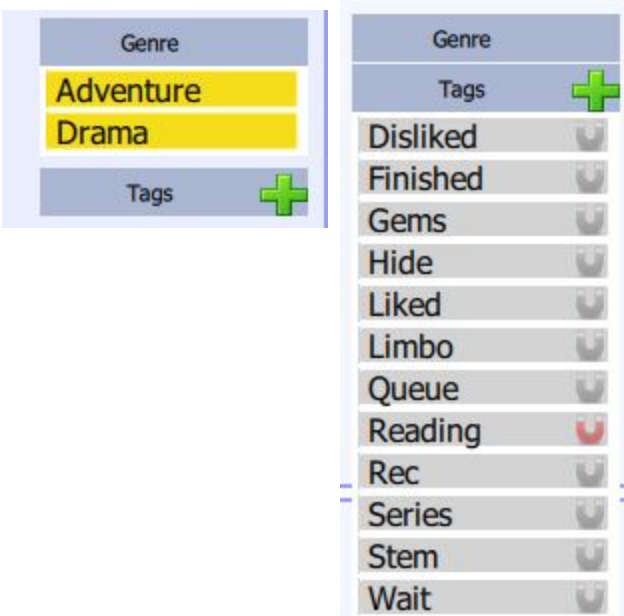 Genre
Adventure
Drama
Tags
Genre
Tags
Disliked
Finished
Gems
Hide
Liked
Limbo
Queue
Reading
Rec
Series
Stem
Wait